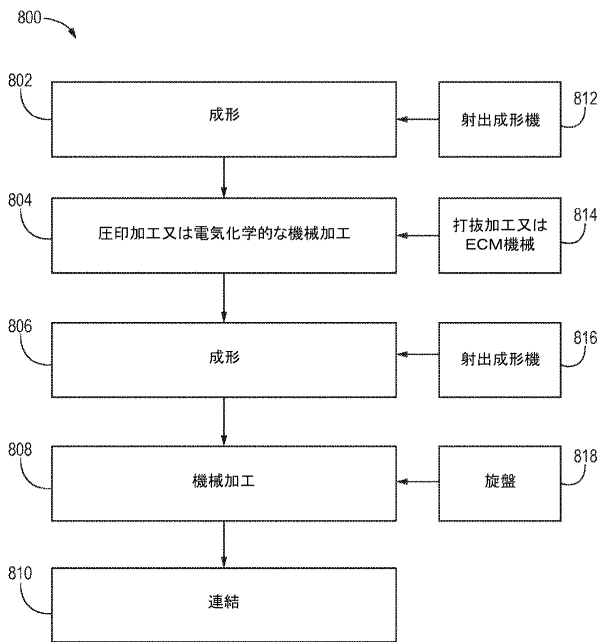 800
802
成形
射出成形機
812
804
圧印加工又は電気化学的な機械加工
打抜加工又は
ECM機械
814
806
成形
射出成形機
816
808
機械加工
旋盤
818
810
連結